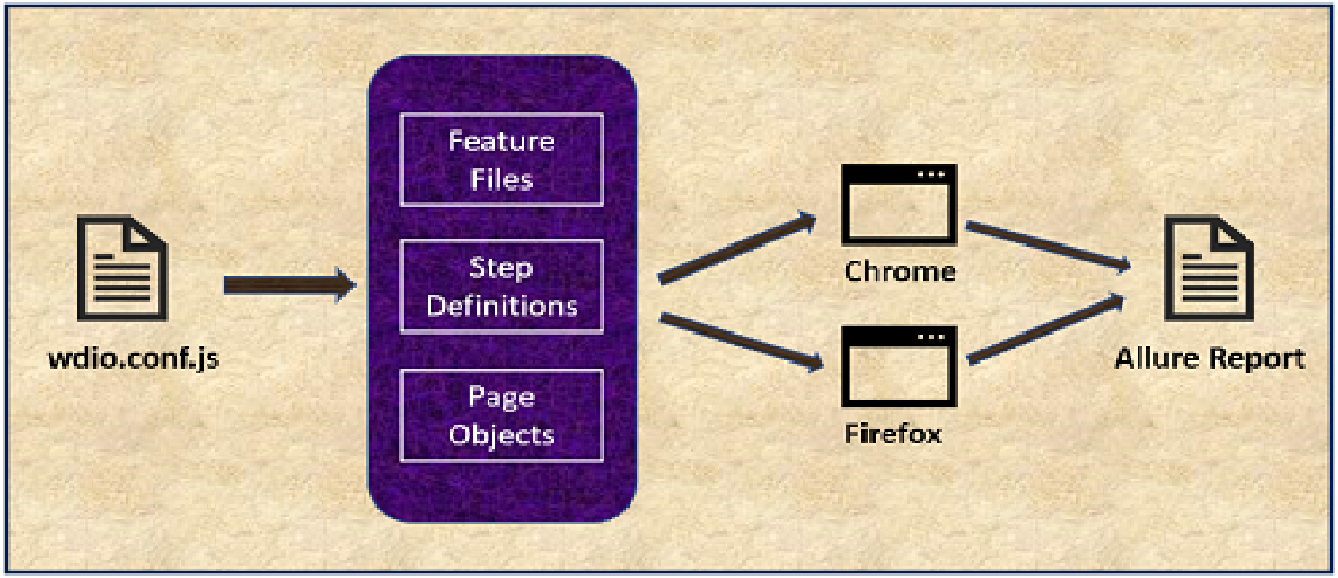 wdio.conf.js
Feature
Files
Step
Definitions
Page
Objects
Chrome
Firefox
Allure Report